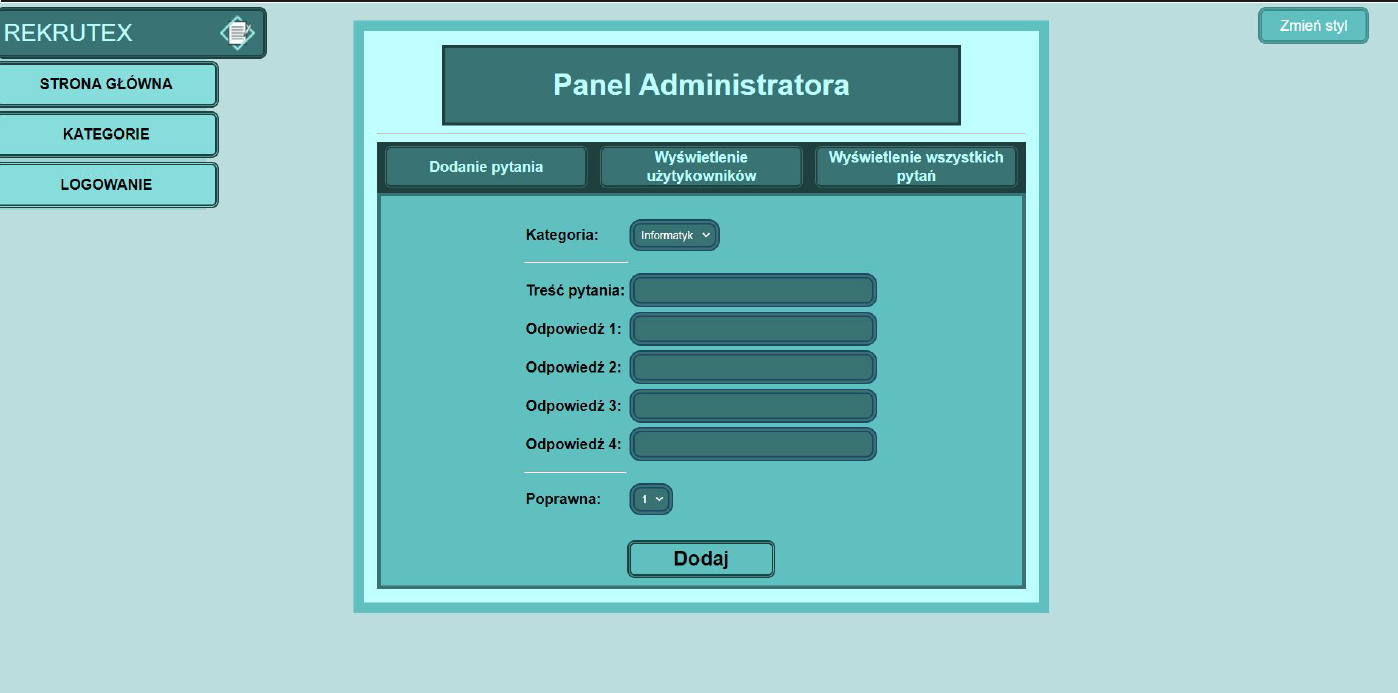 REKRUTEX
Zmień styl
STRONA GŁÓWNA
KATEGORIE
LOGOWANIE
Panel Administratora
Dodanie pytania
Wyświetlenie
użytykowników
Wyświetlenie wszystkich
pytań
Kategoria:
Informatyk
Treść pytania:
Odpowiedź 1:
Odpowiedź 2:
Odpowiedź 3:
Odpowiedź 4:
Poprawna:
1
Dodaj